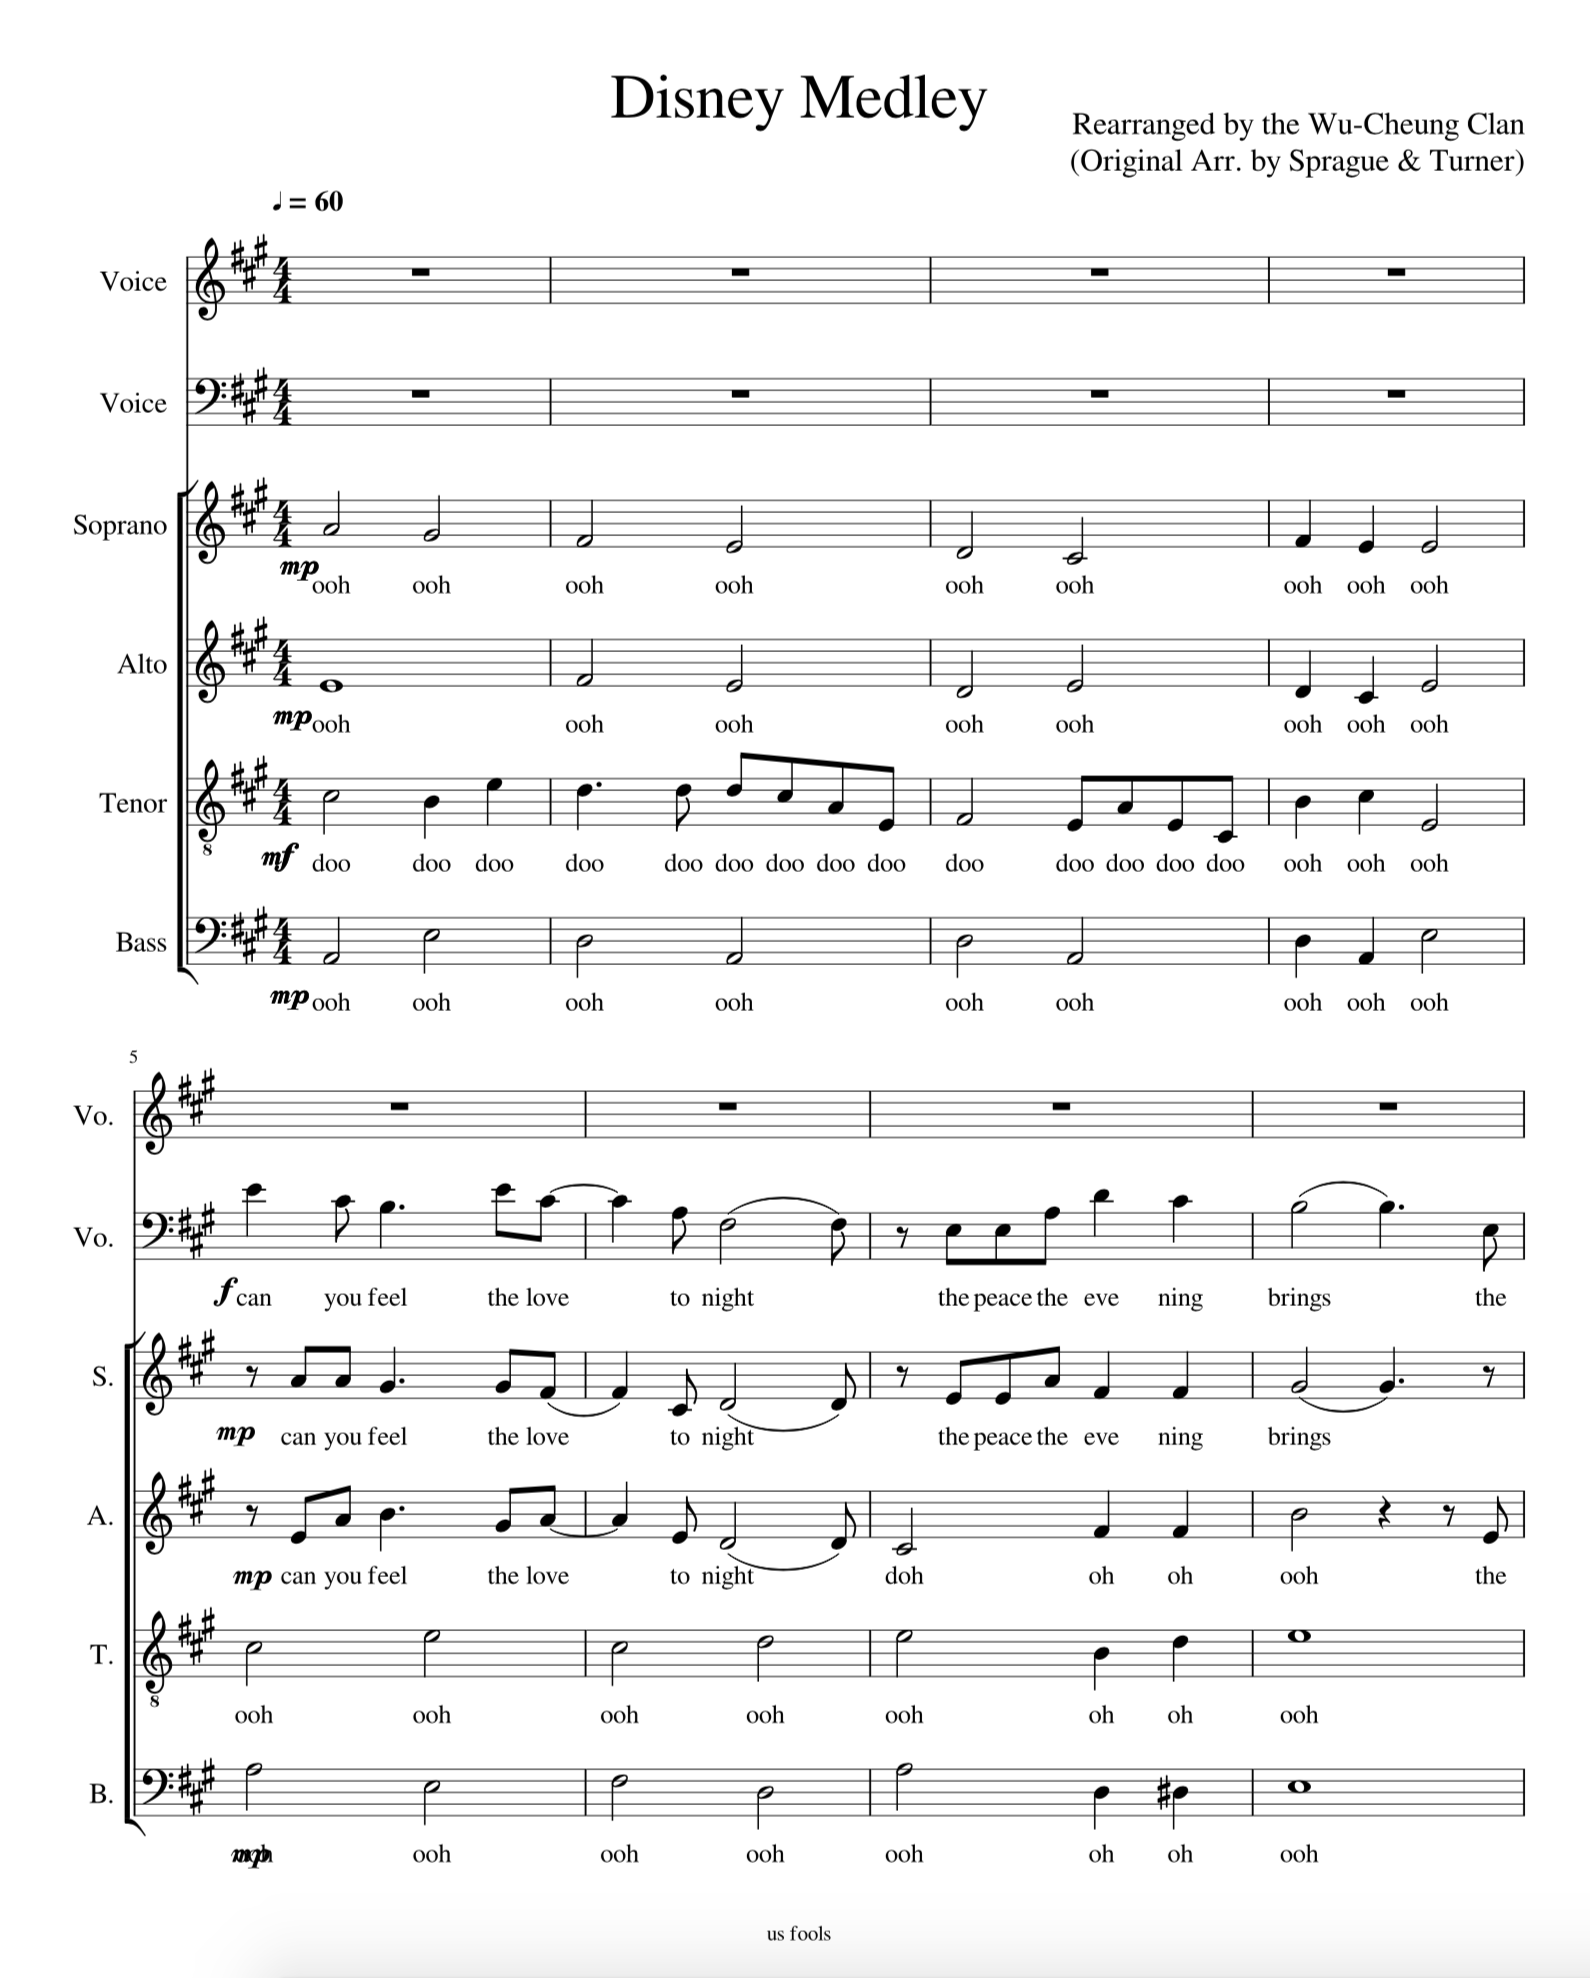 Disney Medley
Rearranged by the Wu-Cheung Clan
(Original Arr. by Sprague & Turner)
♩ = 60
Voice
Voice
Soprano
mp
ooh ooh ooh ooh ooh ooh ooh ooh ooh
Alto
mp
ooh ooh ooh ooh ooh ooh ooh ooh
Tenor
8
mf
doo doo doo doo doo doo doo doo doo doo doo doo doo doo ooh ooh ooh
Bass
mp
ooh ooh ooh ooh ooh ooh ooh ooh ooh
5
Vo.
Vo.
f
can you feel the love to night the peace the eve ning brings the
S.
mp
can you feel the love to night the peace the eve ning brings
A.
mp
can you feel the love to night doh oh oh ooh the
T.
8
ooh ooh ooh ooh ooh oh oh ooh
B.
mp
ooh ooh ooh ooh ooh oh oh ooh
us fools